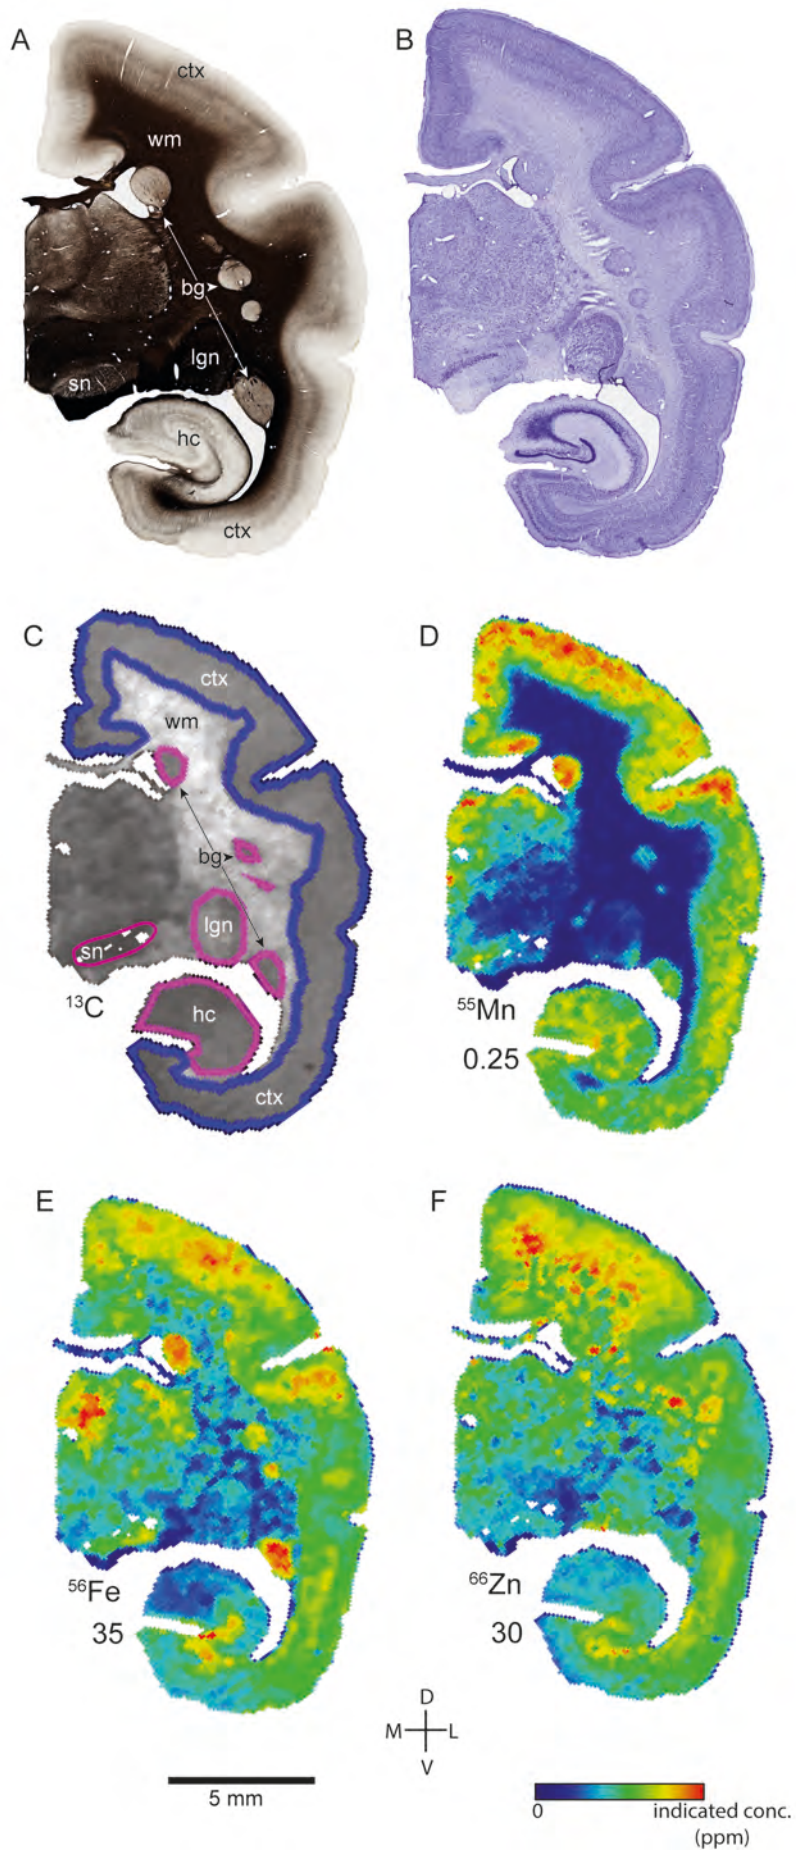 A
B
ctx
wm
bg
lgn
sn
hc
ctx
C
D
ctx
wm
bg
lgn
sn
¹³C
hc
ctx
⁵⁵Mn
0.25
E
F
⁵⁶Fe
35
⁶⁶Zn
30
D
M L
V
5 mm
0 indicated conc.
(ppm)